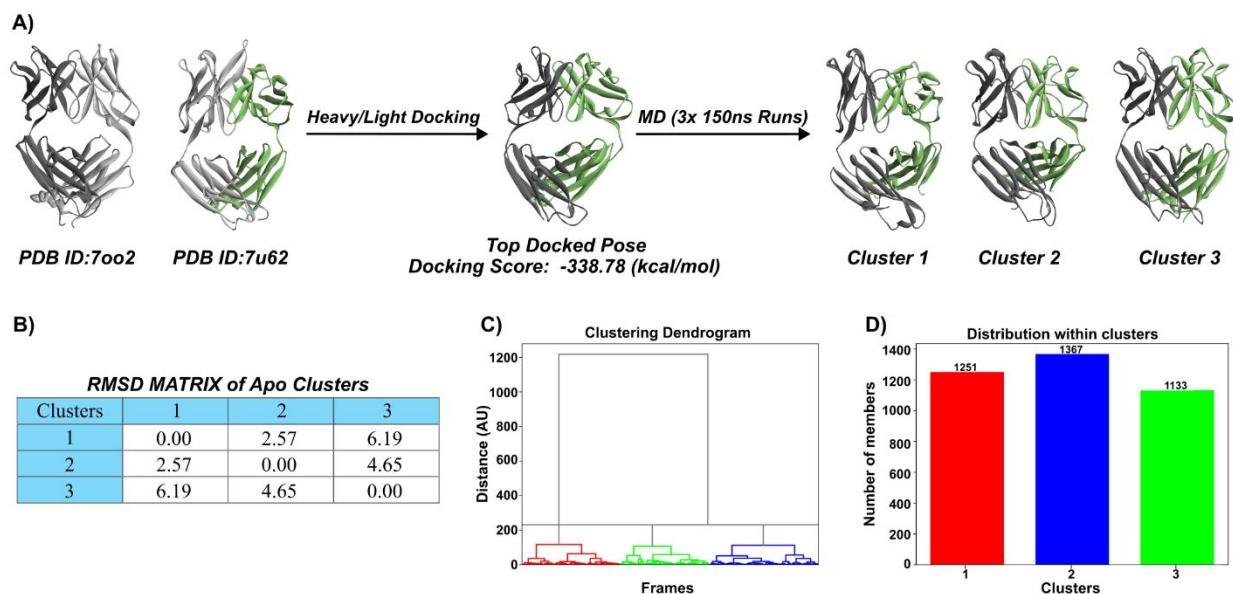 A)
Heavy/Light Docking
MD (3x 150ns Runs)
PDB ID:7oo2
PDB ID:7u62
Top Docked Pose
Docking Score: -338.78 (kcal/mol)
Cluster 1
Cluster 2
Cluster 3
B)
RMSD MATRIX of Apo Clusters
Clusters 1 2 3
1 0.00 2.57 6.19
2 2.57 0.00 4.65
3 6.19 4.65 0.00
C)
Clustering Dendrogram
Distance (AU)
1200
1000
800
600
400
200
0
Frames
D)
Distribution within clusters
Number of members
1400
1200
1000
800
600
400
200
0
1251
1367
1133
1 2 3
Clusters